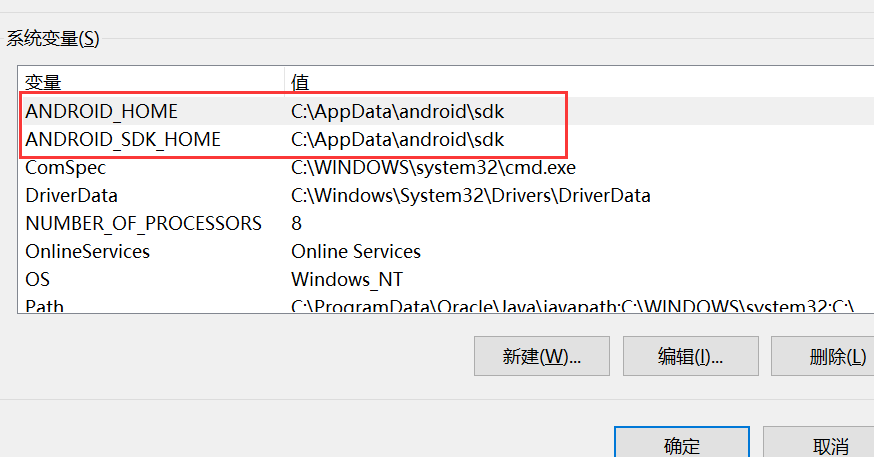 系统变量(S)
变量 值
ANDROID_HOME C:\AppData\android\sdk
ANDROID_SDK_HOME C:\AppData\android\sdk
ComSpec C:\WINDOWS\system32\cmd.exe
DriverData C:\Windows\System32\Drivers\DriverData
NUMBER_OF_PROCESSORS 8
OnlineServices Online Services
OS Windows_NT
Path C:\ProgramData\Oracle\Java\javapath;C:\WINDOWS\system32;C:\
新建(W)... 编辑(I)... 删除(L)
确定 取消